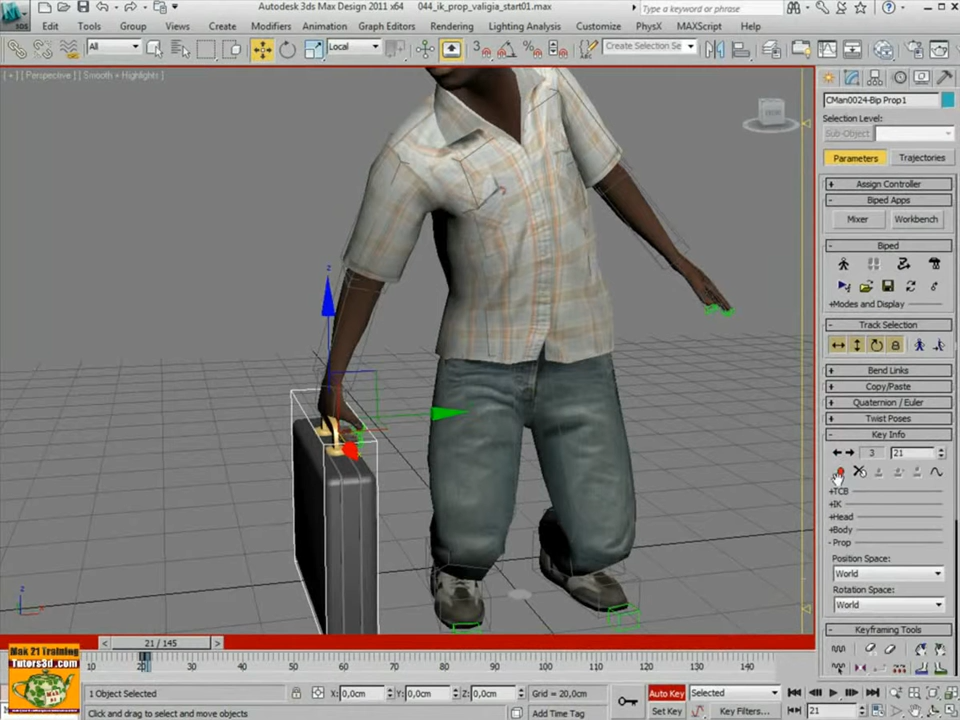 Autodesk 3ds Max Design 2011 x64 044_ik_prop_valigia_start01.max
Type a keyword or phrase
Edit Tools Group Views Create Modifiers Animation Graph Editors Rendering Lighting Analysis Customize PhysX MAXScript Help
All Local Create Selection Se
[ + ] [ Perspective ] [ Smooth + Highlights ]
CMan0024-Bip Prop1
Selection Level:
Sub-Object
Parameters Trajectories
+ Assign Controller
- Biped Apps
Mixer Workbench
- Biped
+Modes and Display
- Track Selection
+ Bend Links
+ Copy/Paste
+ Quaternion / Euler
+ Twist Poses
- Key Info
3 21
+TCB
+IK
+Head
+Body
- Prop
Position Space:
World
Rotation Space:
World
- Keyframing Tools
z
z
< 21 / 145 >
10 20 30 40 50 60 70 80 90 100 110 120 130 140
Mak 21 Training
Tutors3d.com
1 Object Selected X: 0,0cm Y: 0,0cm Z: 0,0cm Grid = 20,0cm Auto Key Selected
Click and drag to select and move objects Add Time Tag Set Key Key Filters... 21